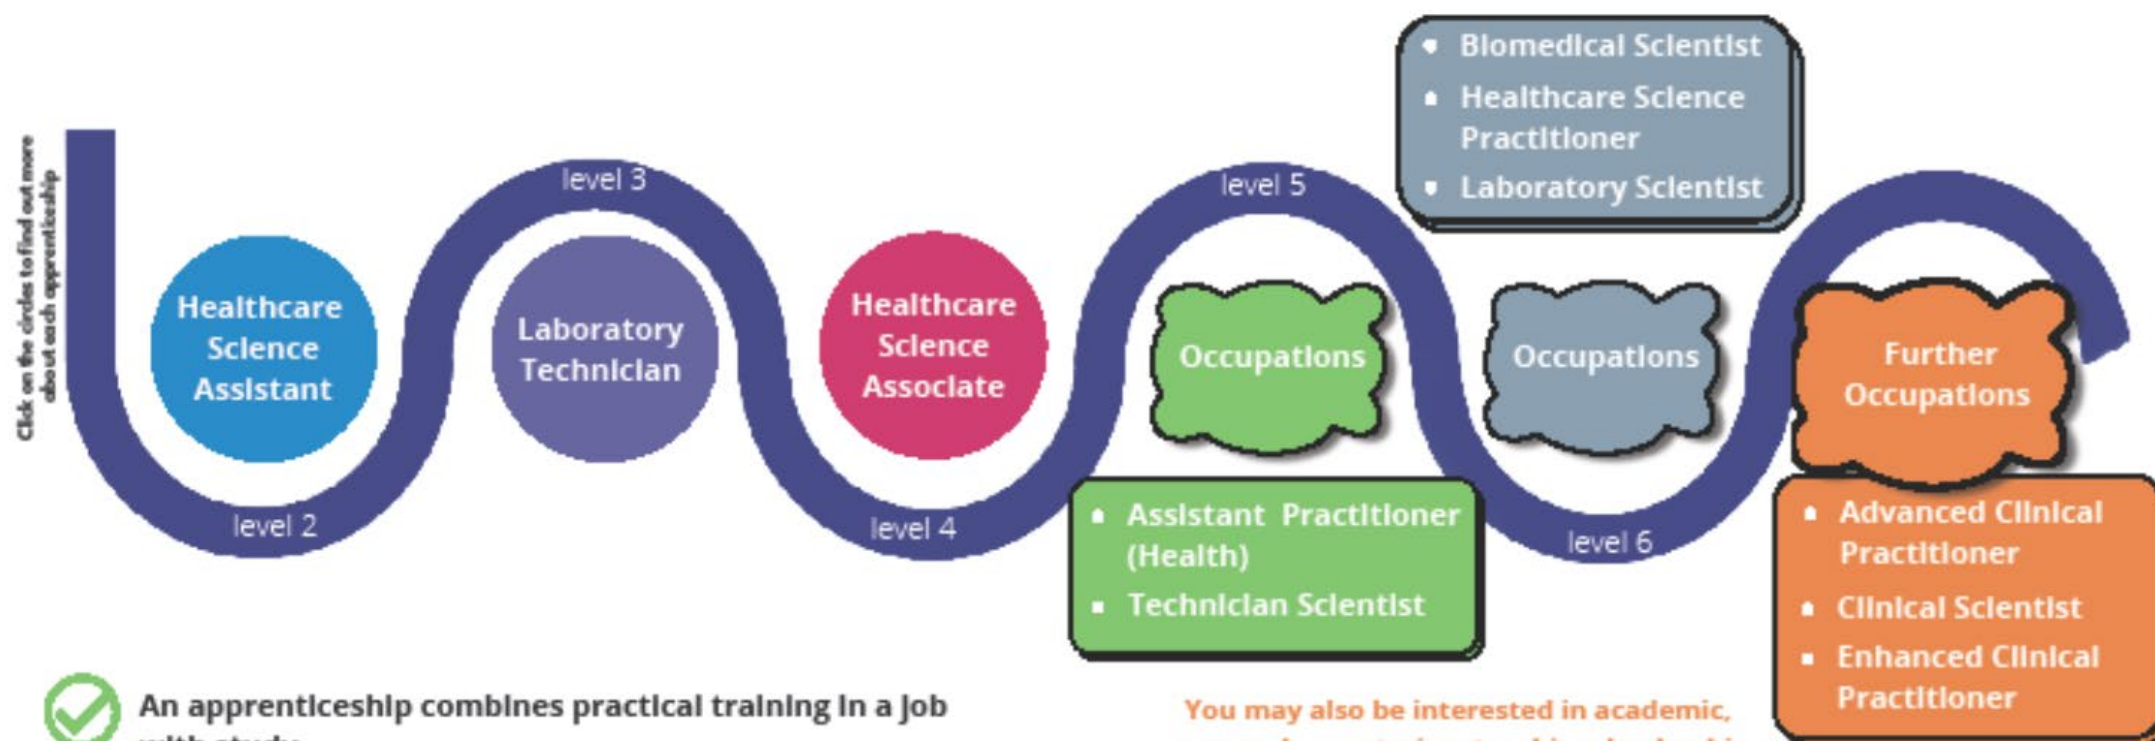 Click on the circles to find out more
about each apprenticeship
level 2
Healthcare
Science
Assistant
level 3
Laboratory
Technician
level 4
Healthcare
Science
Associate
level 5
Occupations
Assistant Practitioner
(Health)
Technician Scientist
Biomedical Scientist
Healthcare Science
Practitioner
Laboratory Scientist
Occupations
level 6
Further
Occupations
Advanced Clinical
Practitioner
Clinical Scientist
Enhanced Clinical
Practitioner
An apprenticeship combines practical training in a job
with study
You may also be interested in academic,